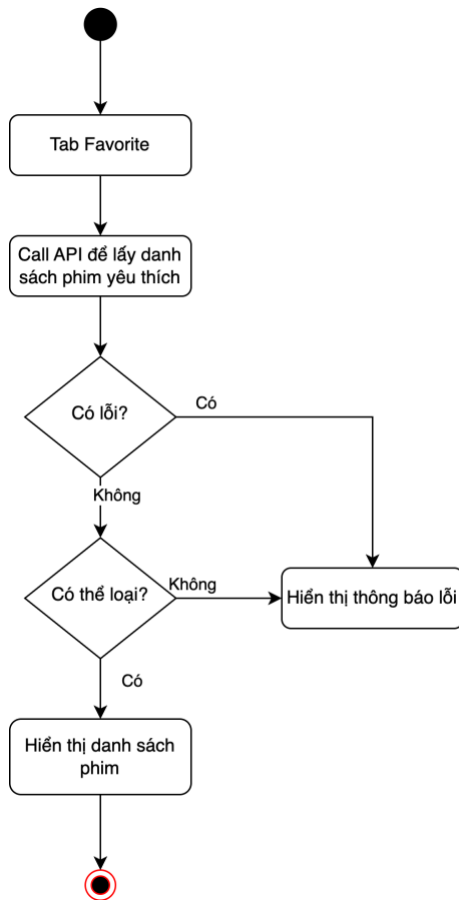 Tab Favorite
Call API để lấy danh
sách phim yêu thích
Có lỗi?
Có
Không
Có thể loại?
Không
Hiển thị thông báo lỗi
Có
Hiển thị danh sách
phim